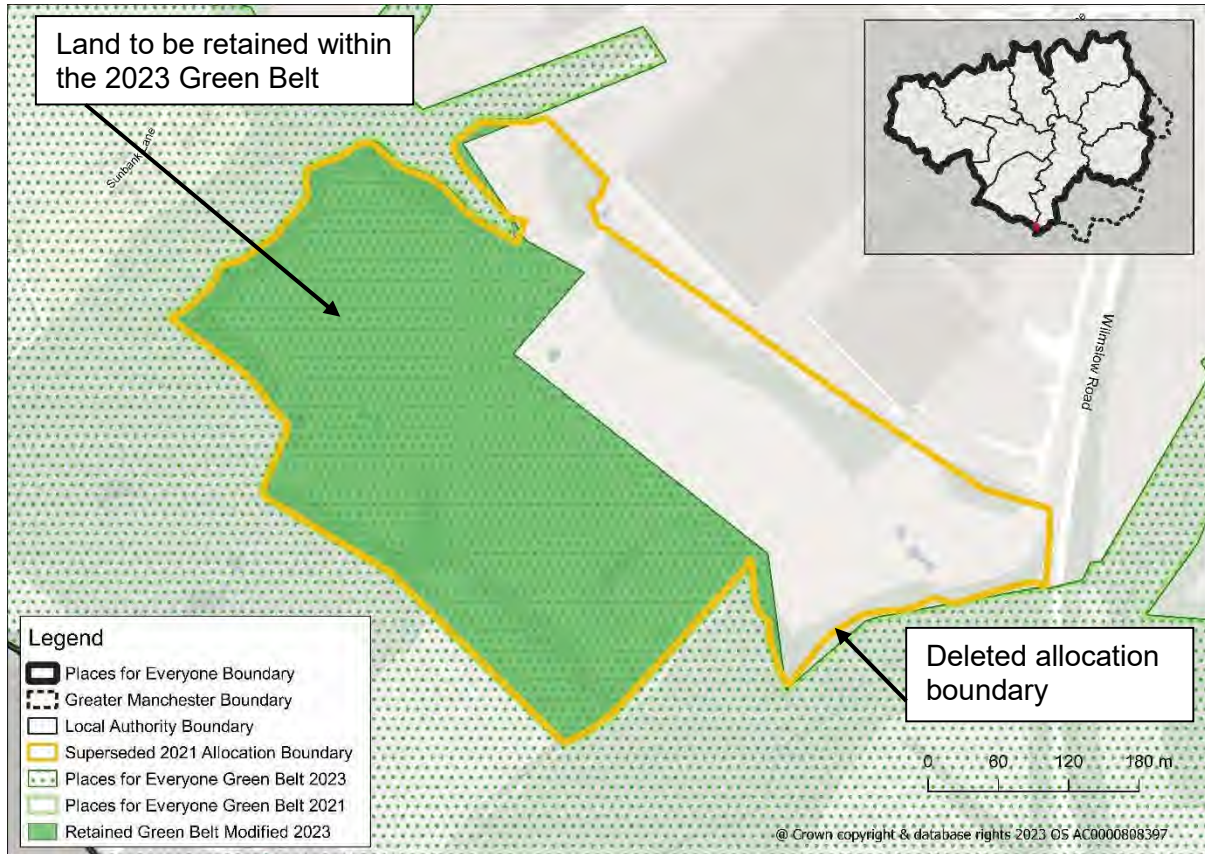 Land to be retained within
the 2023 Green Belt
Sunbank Lane
Wilmslow Road
Deleted allocation
boundary
Legend
Places for Everyone Boundary
Greater Manchester Boundary
Local Authority Boundary
Superseded 2021 Allocation Boundary
Places for Everyone Green Belt 2023
Places for Everyone Green Belt 2021
Retained Green Belt Modified 2023
0 60 120 180 m
@ Crown copyright & database rights 2023 OS AC0000808397